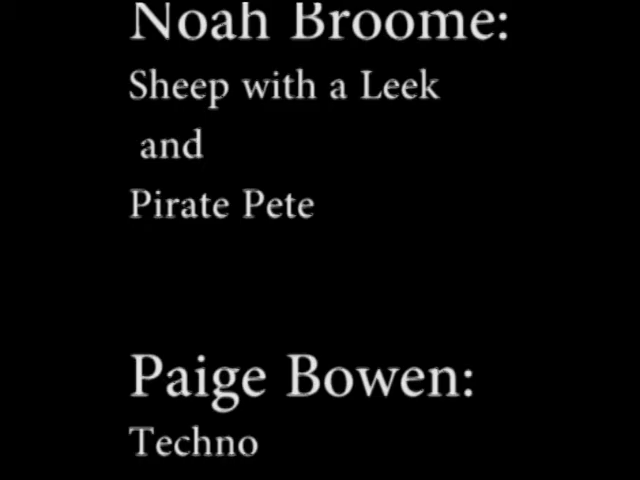 Noah Broome:
Sheep with a Leek
and
Pirate Pete
Paige Bowen:
Techno